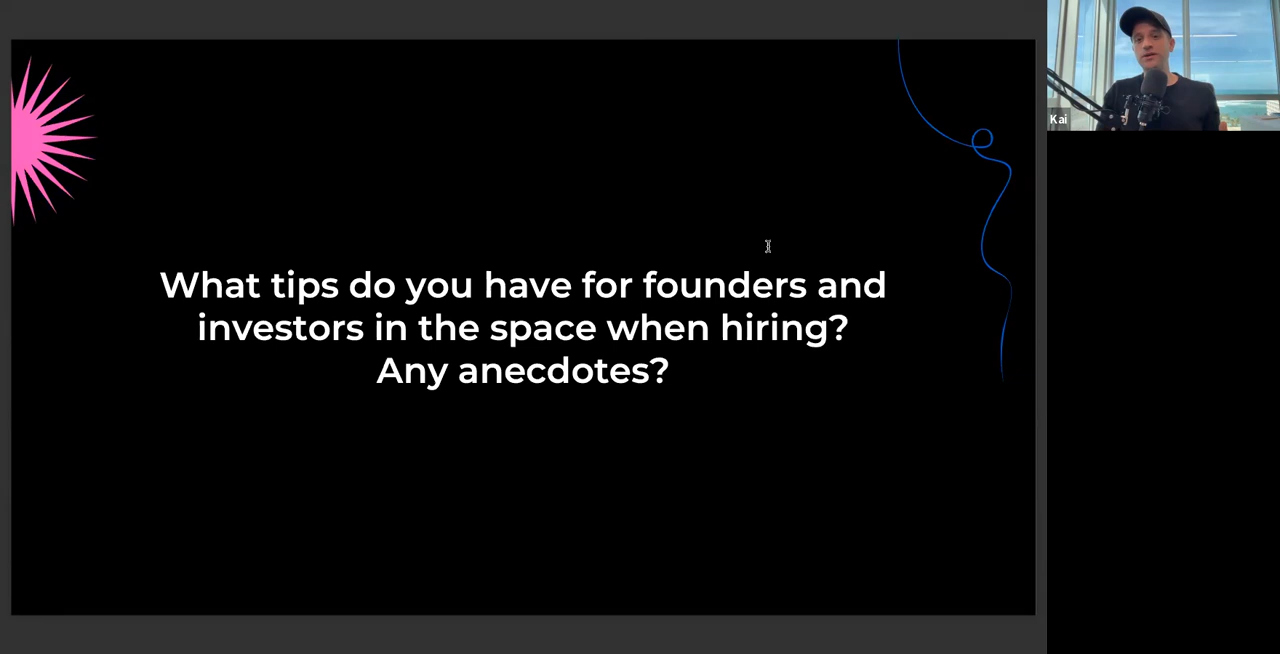 What tips do you have for founders and
investors in the space when hiring?
Any anecdotes?
Kai